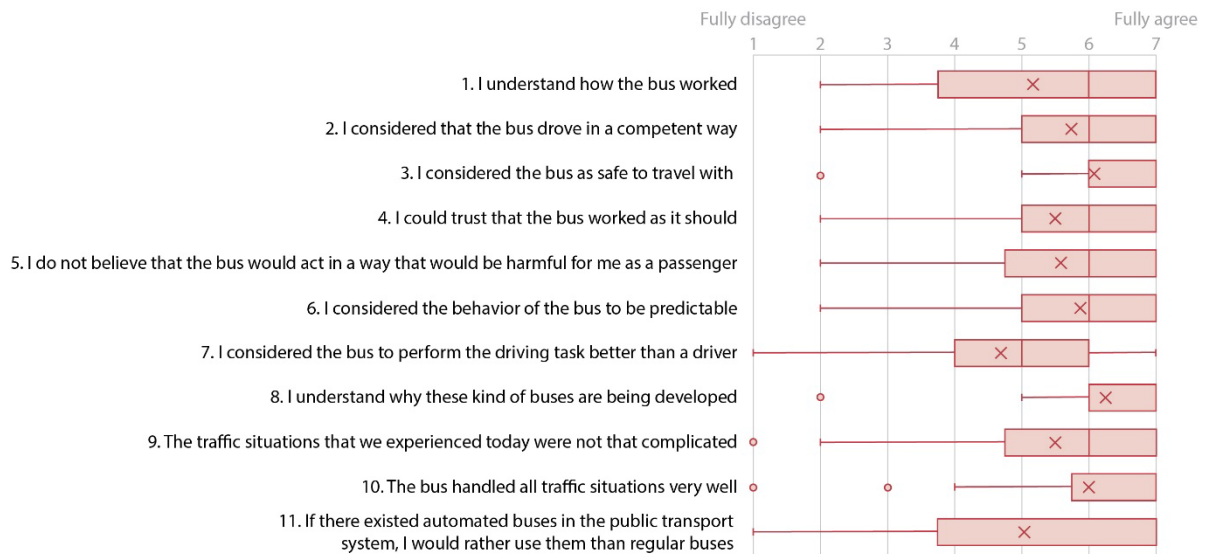 Fully disagree Fully agree
1 2 3 4 5 6 7
1. I understand how the bus worked
2. I considered that the bus drove in a competent way
3. I considered the bus as safe to travel with
4. I could trust that the bus worked as it should
5. I do not believe that the bus would act in a way that would be harmful for me as a passenger
6. I considered the behavior of the bus to be predictable
7. I considered the bus to perform the driving task better than a driver
8. I understand why these kind of buses are being developed
9. The traffic situations that we experienced today were not that complicated
10. The bus handled all traffic situations very well
11. If there existed automated buses in the public transport
system, I would rather use them than regular buses